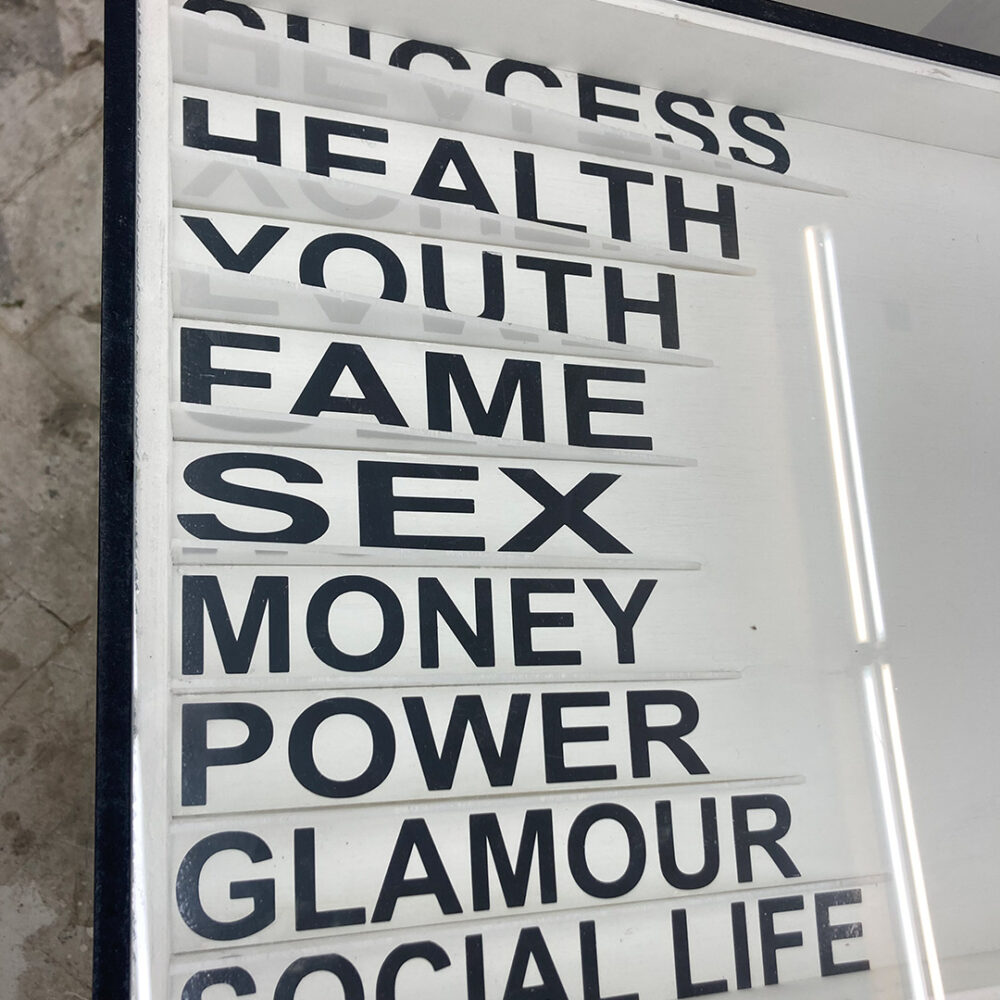 SUCCESS
HEALTH
YOUTH
FAME
SEX
MONEY
POWER
GLAMOUR
SOCIAL LIFE